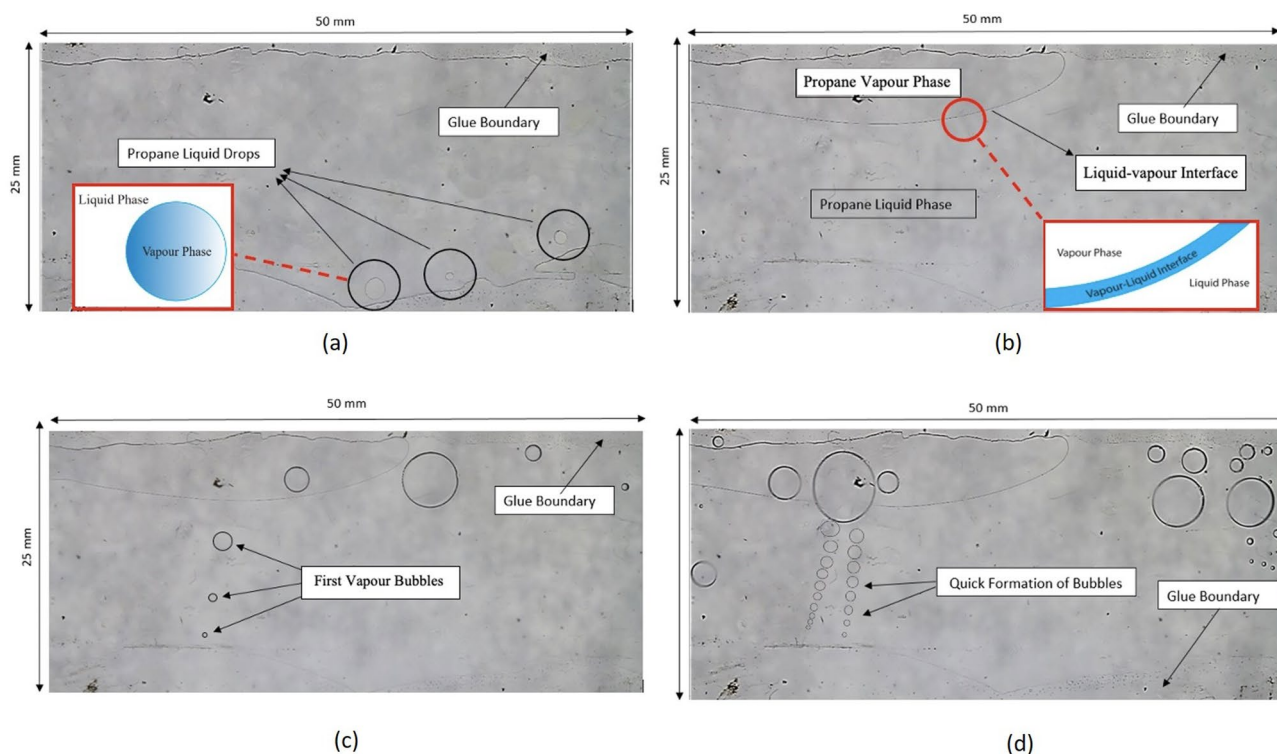 50 mm
25 mm
Glue Boundary
Propane Liquid Drops
Liquid Phase
Vapour Phase
(a)
50 mm
25 mm
Propane Vapour Phase
Glue Boundary
Liquid-vapour Interface
Propane Liquid Phase
Vapour Phase
Vapour-Liquid Interface
Liquid Phase
(b)
50 mm
25 mm
Glue Boundary
First Vapour Bubbles
(c)
50 mm
25 mm
Quick Formation of Bubbles
Glue Boundary
(d)